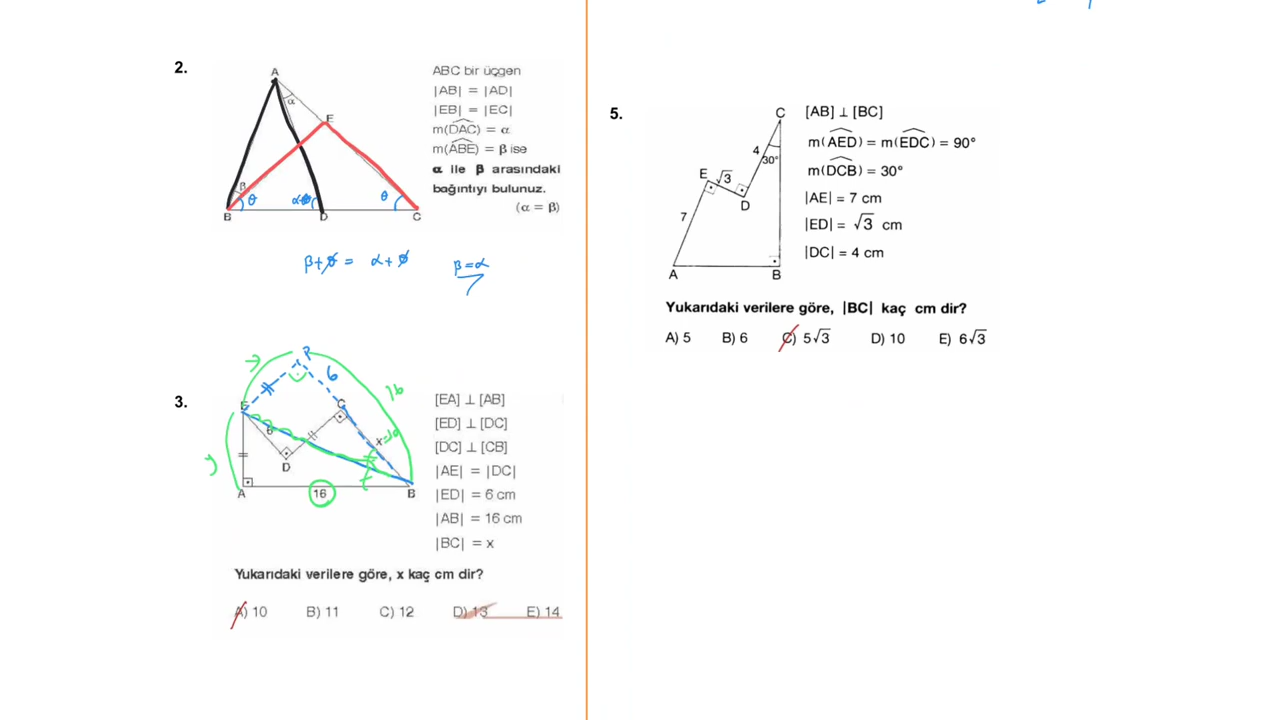 2.
A
α
E
β
θ
αθ
θ
B
D
C
ABC bir üçgen
|AB| = |AD|
|EB| = |EC|
m(DAC) = α
m(ABE) = β ise
α ile β arasındaki
bağıntıyı bulunuz.
(α = β)
β+θ = α+θ
β=α
3.
P
6
16
E
6
C
x=10
y
D
A
16
B
[EA] ⊥ [AB]
[ED] ⊥ [DC]
[DC] ⊥ [CB]
|AE| = |DC|
|ED| = 6 cm
|AB| = 16 cm
|BC| = x
Yukarıdaki verilere göre, x kaç cm dir?
A) 10 B) 11 C) 12 D) 13 E) 14
5.
C
4
30°
E
√3
D
7
A
B
[AB] ⊥ [BC]
m(AED) = m(EDC) = 90°
m(DCB) = 30°
|AE| = 7 cm
|ED| = √3 cm
|DC| = 4 cm
Yukarıdaki verilere göre, |BC| kaç cm dir?
A) 5 B) 6 C) 5√3 D) 10 E) 6√3